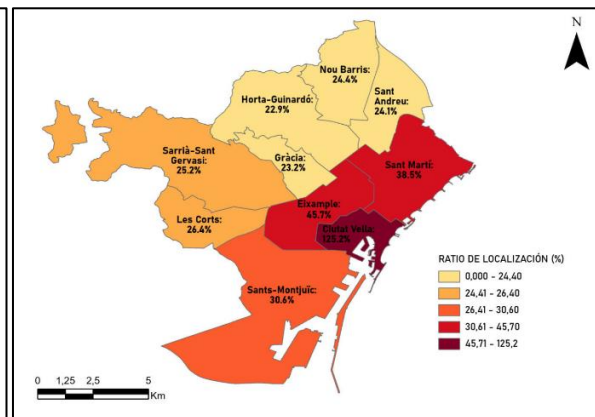 N
Nou Barris:
24.4%
Sant
Andreu:
24.1%
Horta-Guinardó:
22.9%
Sarrià-Sant
Gervasi:
25.2%
Gràcia:
23.2%
Sant Martí:
38.5%
Eixample:
45.7%
Les Corts:
26.4%
Ciutat Vella:
125.2%
Sants-Montjuïc:
30.6%
RATIO DE LOCALIZACIÓN (%)
0,000 - 24,40
24,41 - 26,40
26,41 - 30,60
30,61 - 45,70
45,71 - 125,2
0 1,25 2,5 5
Km